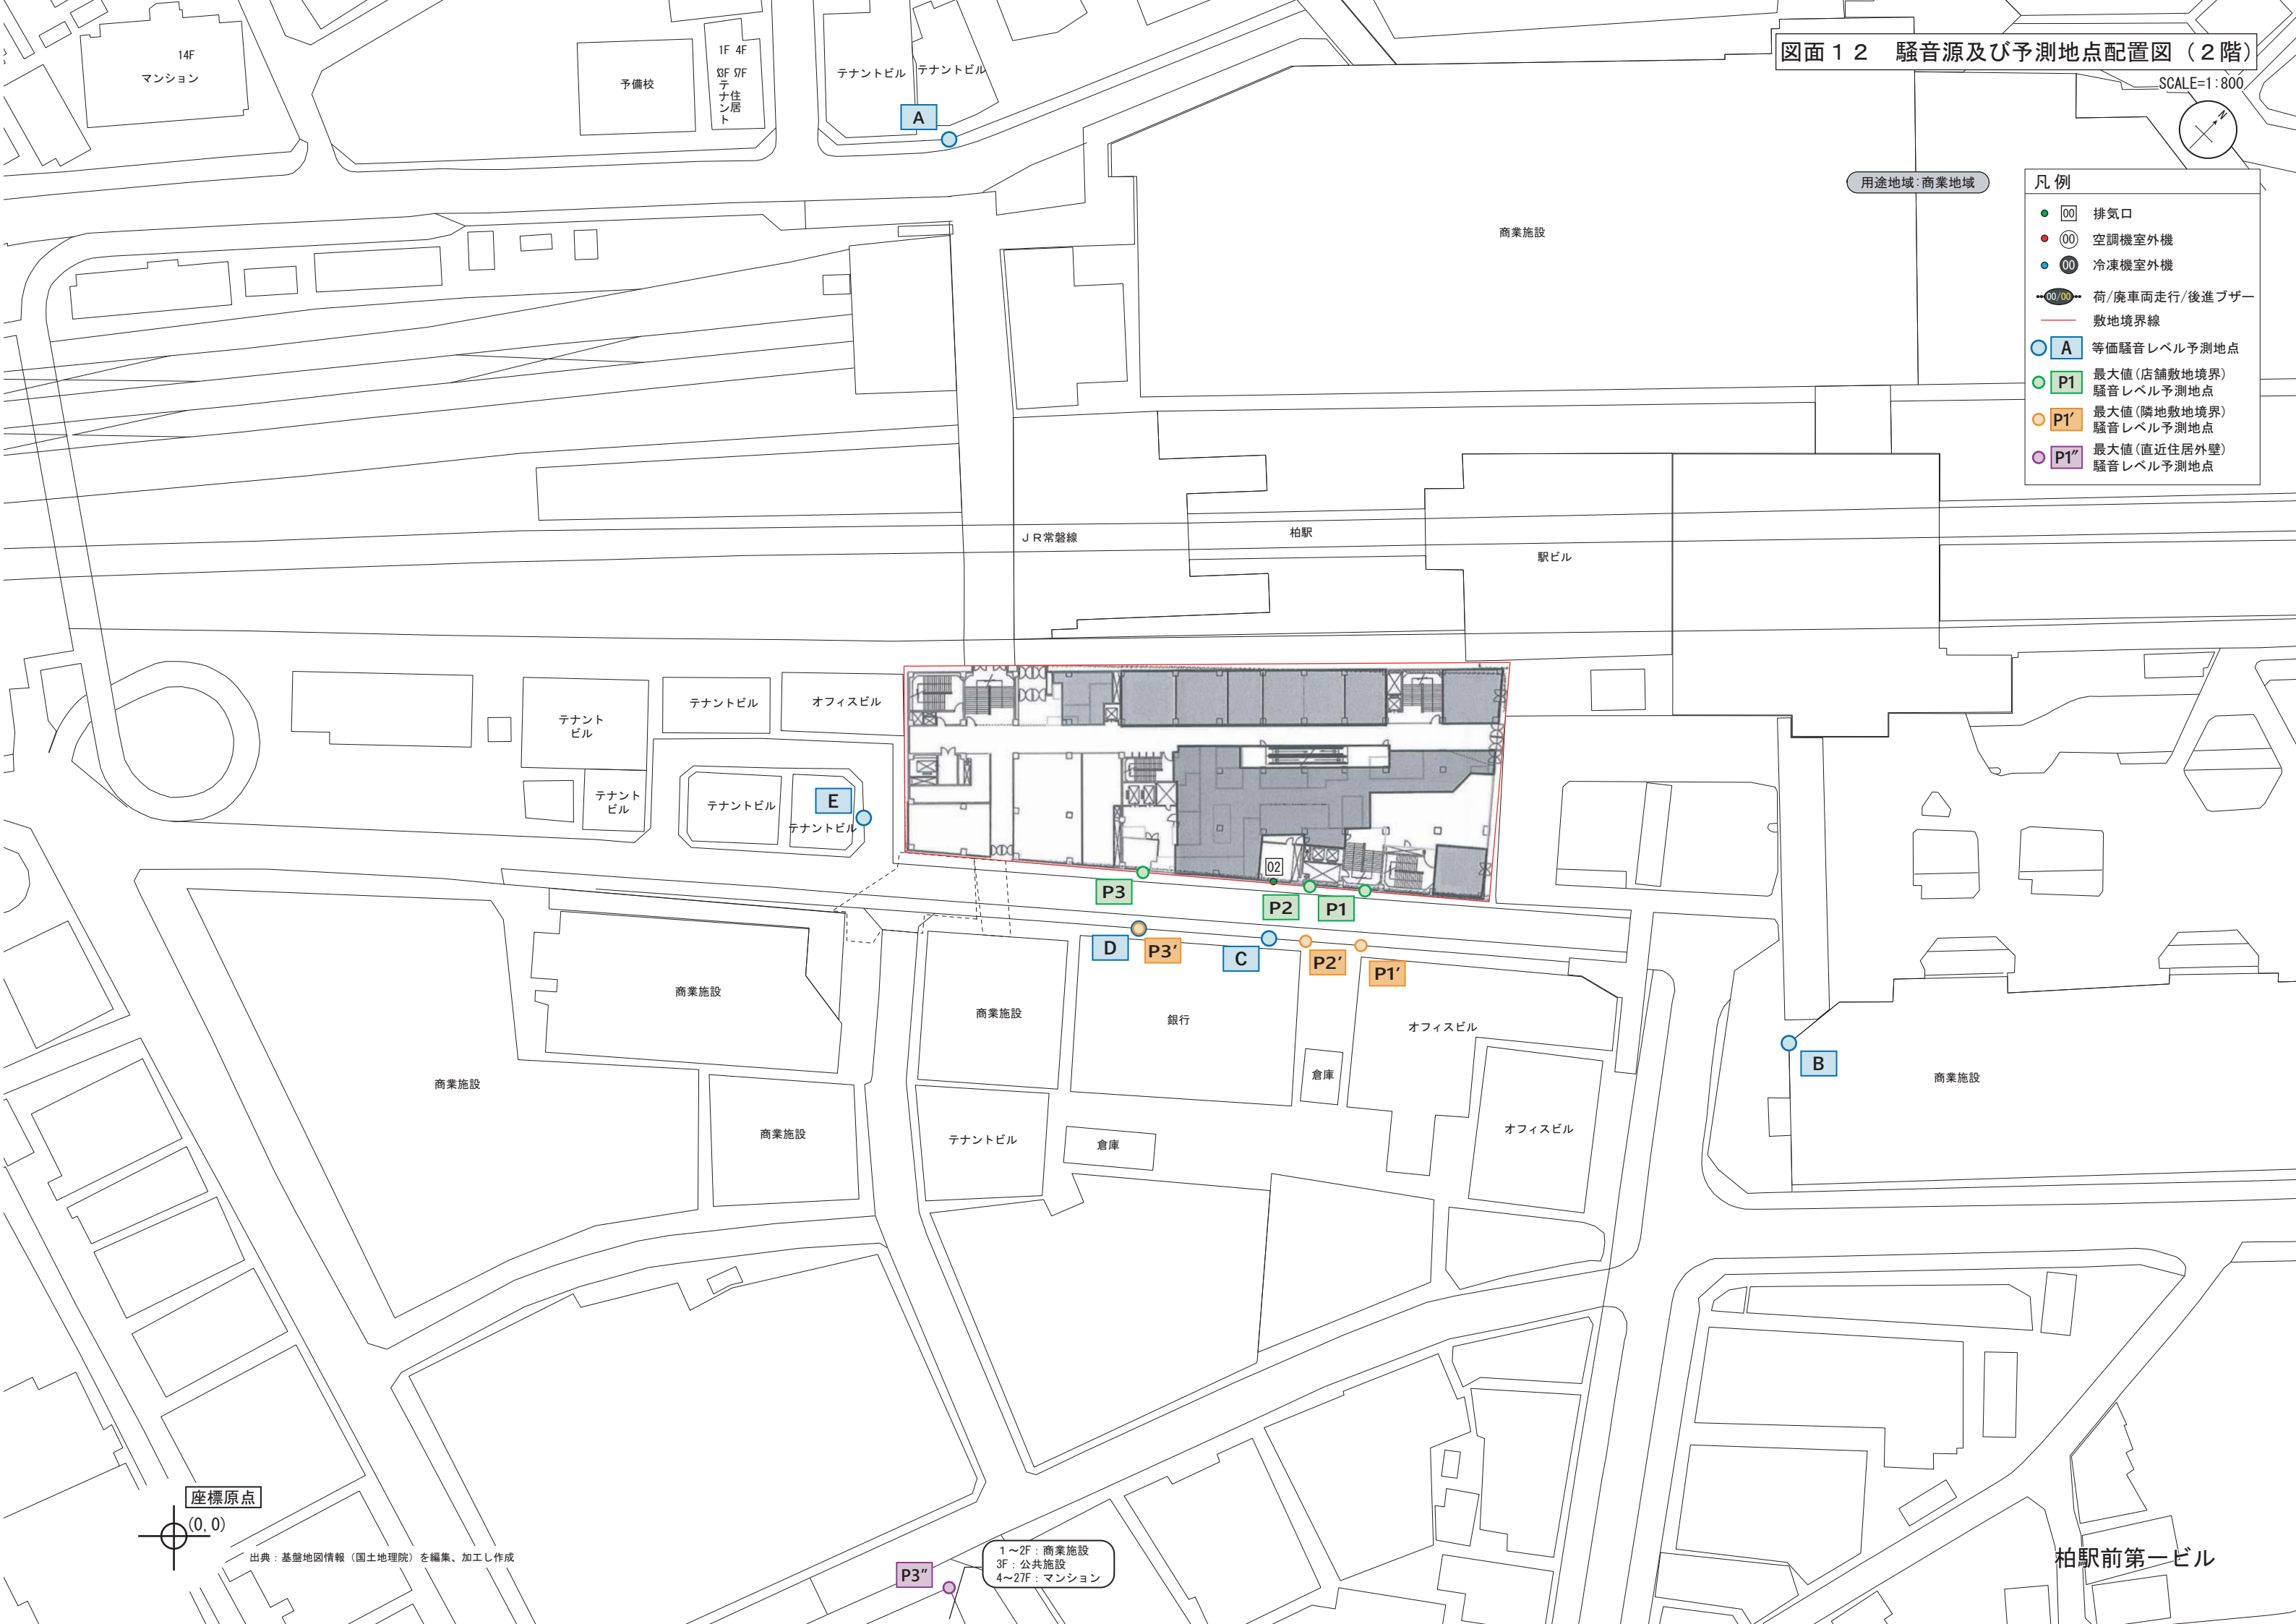 図面１２　騒音源及び予測地点配置図（２階）
SCALE=1:800
N
用途地域:商業地域
凡 例
00 排気口
00 空調機室外機
00 冷凍機室外機
00/00 荷/廃車両走行/後進ブザー
敷地境界線
A 等価騒音レベル予測地点
P1 最大値(店舗敷地境界)
騒音レベル予測地点
P1′ 最大値(隣地敷地境界)
騒音レベル予測地点
P1″ 最大値(直近住居外壁)
騒音レベル予測地点
14F
マンション
予備校
1F 4F
テナント
住居
テナントビル
テナントビル
A
商業施設
ＪＲ常磐線
柏駅
駅ビル
テナント
ビル
テナントビル
オフィスビル
テナント
ビル
テナントビル
E
テナントビル
02
P3
P2
P1
D
P3′
C
P2′
P1′
商業施設
商業施設
銀行
オフィスビル
倉庫
B
商業施設
商業施設
商業施設
テナントビル
倉庫
オフィスビル
座標原点
(0,0)
出典：基盤地図情報（国土地理院）を編集、加工し作成
P3″
1～2F：商業施設
3F：公共施設
4～27F：マンション
柏駅前第一ビル